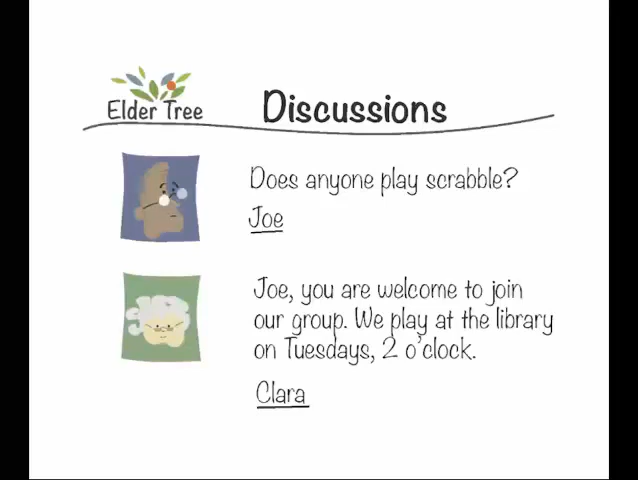 Elder Tree
Discussions
Does anyone play scrabble?
Joe
Joe, you are welcome to join
our group. We play at the library
on Tuesdays, 2 o'clock.
Clara